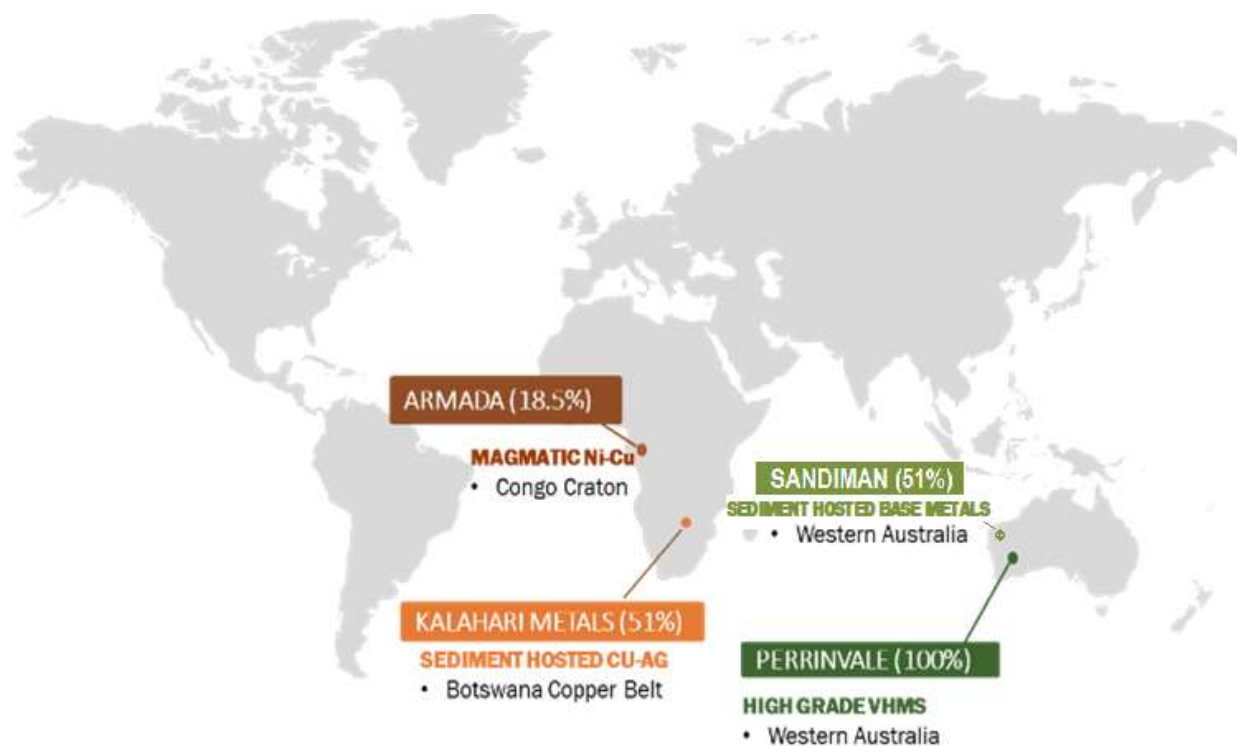 ARMADA (18.5%)
MAGMATIC Ni-Cu
• Congo Craton
SANDIMAN (51%)
SEDIMENT HOSTED BASE METALS
• Western Australia
KALAHARI METALS (51%)
SEDIMENT HOSTED CU-AG
• Botswana Copper Belt
PERRINVALE (100%)
HIGH GRADE VHMS
• Western Australia